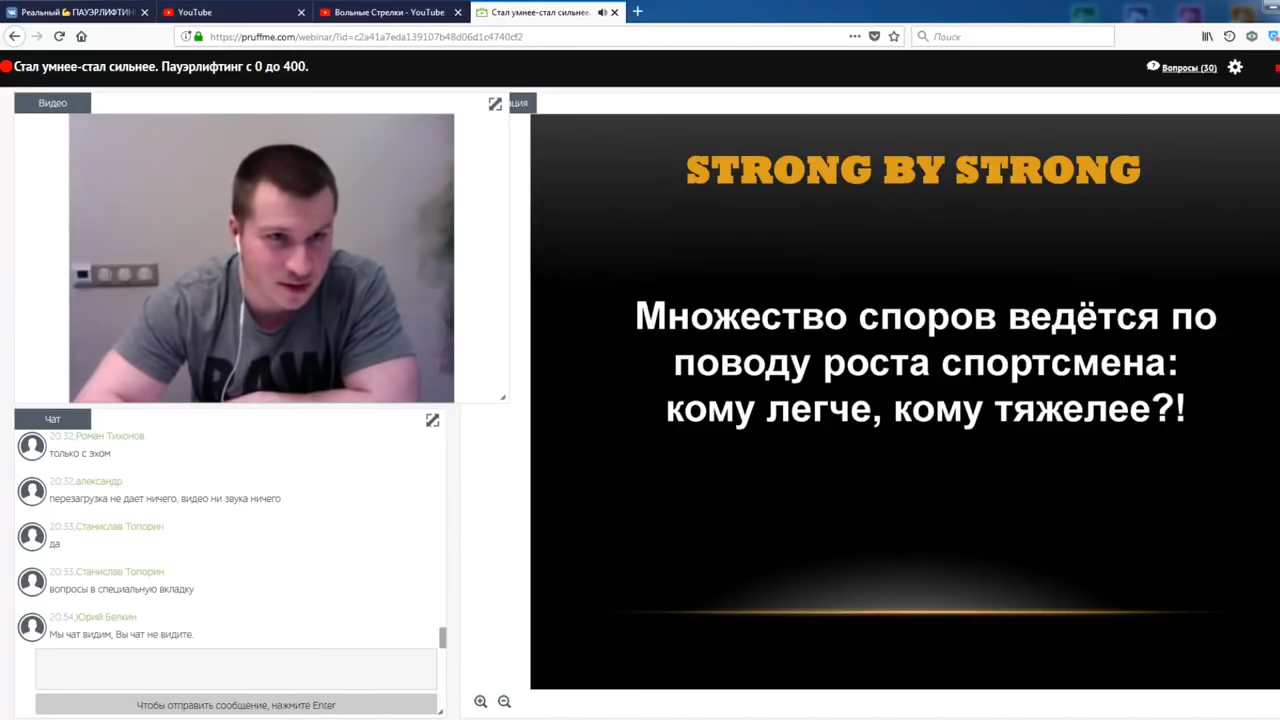 Реальный 💪 ПАУЭРЛИФТИН
YouTube
Вольные Стрелки - YouTube
Стал умнее-стал сильнее.
https://pruffme.com/webinar/?id=c2a41a7eda139107b48d06d1c4740cf2
Поиск
Стал умнее-стал сильнее. Пауэрлифтинг с 0 до 400.
Вопросы (30)
Видео
ция
RAW
STRONG BY STRONG
Множество споров ведётся по
поводу роста спортсмена:
кому легче, кому тяжелее?!
Чат
20:32,Роман Тихонов
только с эхом
20:32,александр
перезагрузка не дает ничего. видео ни звука ничего
20:33,Станислав Топорин
да
20:33,Станислав Топорин
вопросы в специальную вкладку
20:54,Юрий Белкин
Мы чат видим, Вы чат не видите.
Чтобы отправить сообщение, нажмите Enter